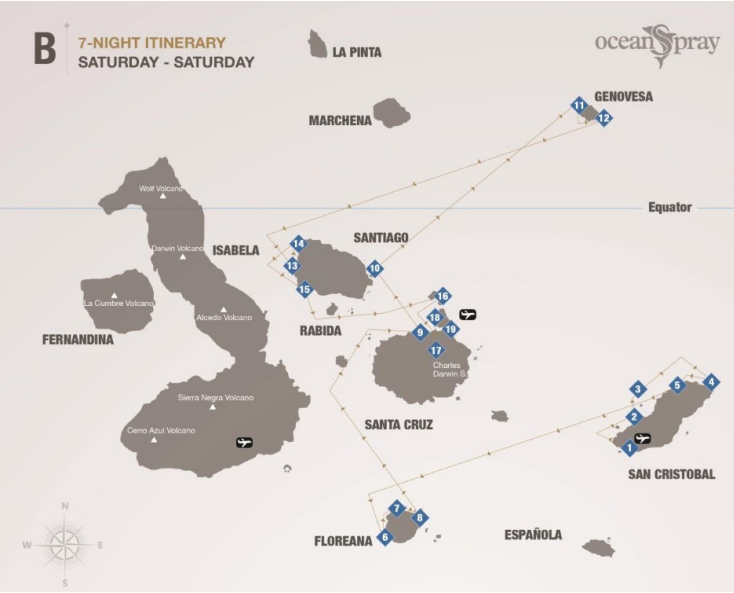 B
7-NIGHT ITINERARY
SATURDAY - SATURDAY
oceanSpray
LA PINTA
MARCHENA
GENOVESA
11
12
Wolf Volcano
Equator
Darwin Volcano
ISABELA
SANTIAGO
14
13
10
15
La Cumbre Volcano
FERNANDINA
Alcedo Volcano
RABIDA
16
18
9
19
17
Charles
Darwin S.
Sierra Negra Volcano
Cerro Azul Volcano
SANTA CRUZ
3
5
4
2
1
SAN CRISTOBAL
7
8
6
FLOREANA
ESPAÑOLA
N
W
E
S